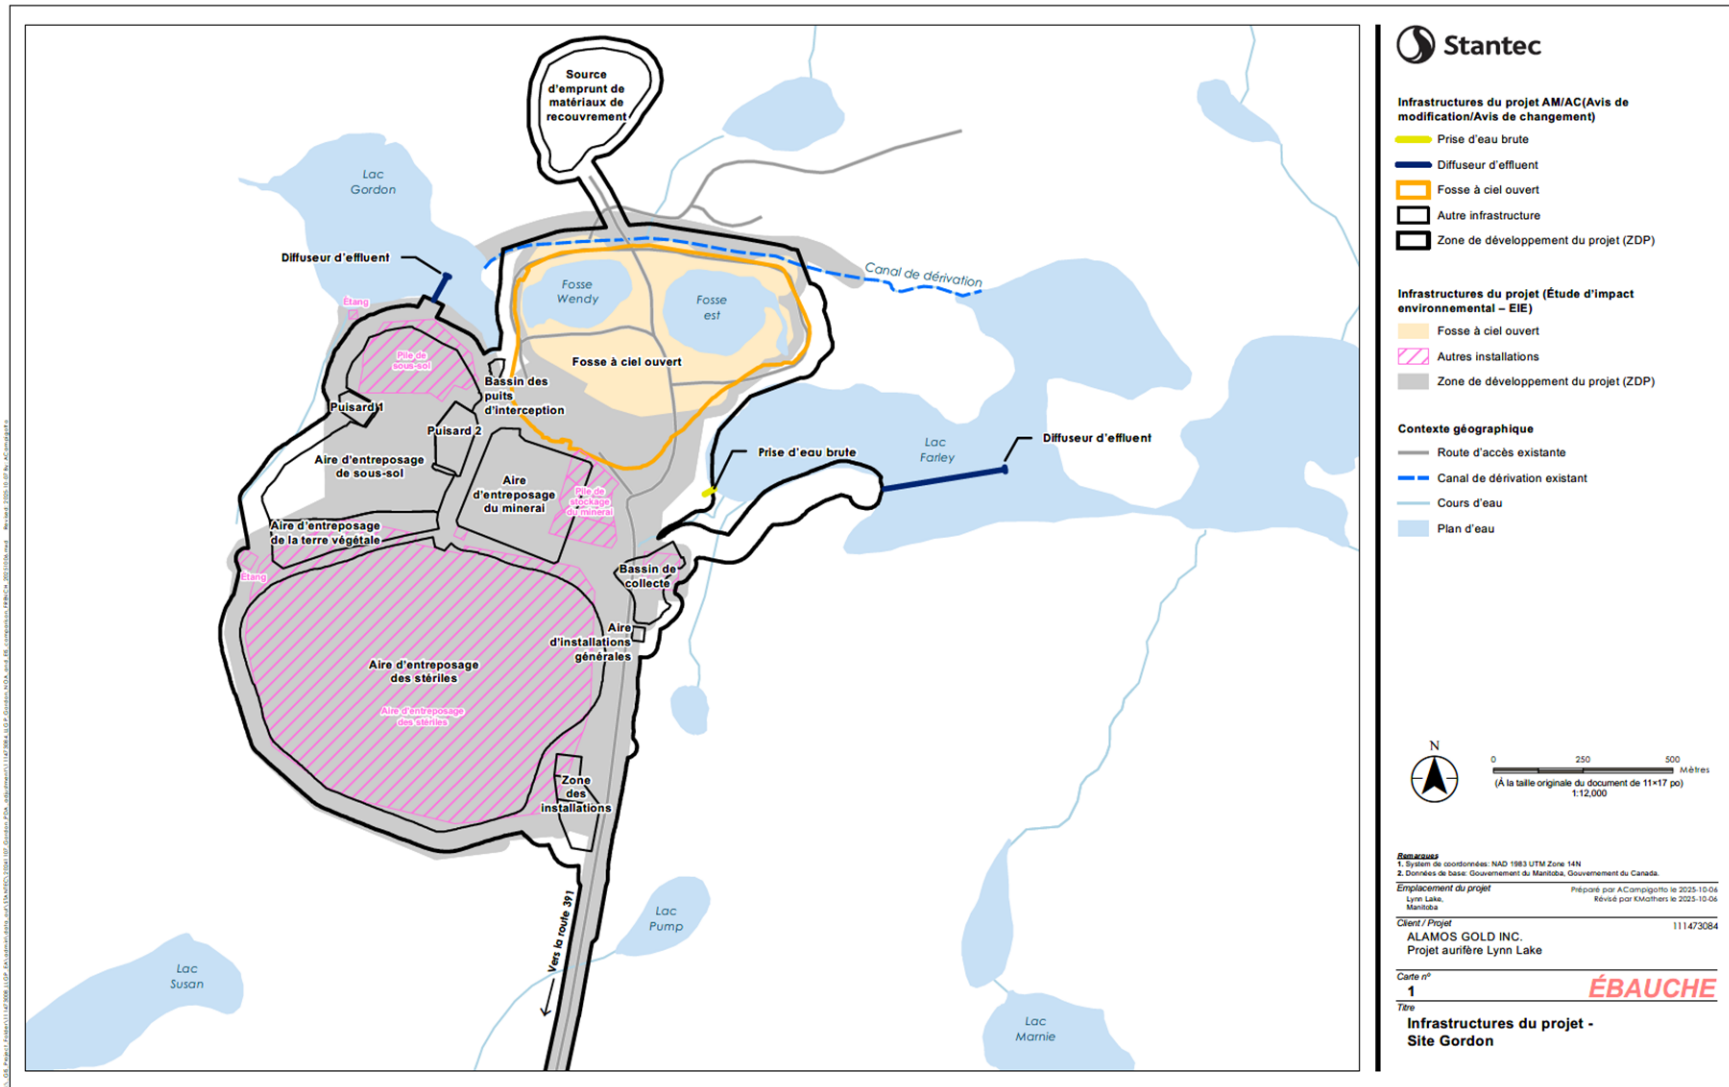 Source
d'emprunt de
matériaux de
recouvrement
Lac
Gordon
Diffuseur d'effluent
Canal de dérivation
Fosse
Wendy
Fosse
est
Étang
Pile de
sous-sol
Fosse à ciel ouvert
Bassin des
puits
d'interception
Puisard 1
Puisard 2
Aire d'entreposage
de sous-sol
Aire
d'entreposage
du minerai
Pile de
stockage
du minerai
Prise d'eau brute
Lac
Farley
Diffuseur d'effluent
Aire d'entreposage
de la terre végétale
Étang
Bassin de
collecte
Aire
d'installations
générales
Aire d'entreposage
des stériles
Aire d'entreposage
des stériles
Zone
des
installations
Vers la route 391
Lac
Pump
Lac
Susan
Lac
Marnie
Stantec
Infrastructures du projet AM/AC(Avis de
modification/Avis de changement)
Prise d'eau brute
Diffuseur d'effluent
Fosse à ciel ouvert
Autre infrastructure
Zone de développement du projet (ZDP)
Infrastructures du projet (Étude d'impact
environnemental – EIE)
Fosse à ciel ouvert
Autres installations
Zone de développement du projet (ZDP)
Contexte géographique
Route d'accès existante
Canal de dérivation existant
Cours d'eau
Plan d'eau
N
0 250 500
Mètres
(À la taille originale du document de 11×17 po)
1:12,000
Remarques
1. System de coordonnées: NAD 1983 UTM Zone 14N
2. Données de base: Gouvernement du Manitoba, Gouvernement du Canada.
Emplacement du projet
Lynn Lake,
Manitoba
Préparé par ACampigotto le 2025-10-06
Révisé par KMathers le 2025-10-06
Client / Projet
111473084
ALAMOS GOLD INC.
Projet aurifère Lynn Lake
Carte nº
1
ÉBAUCHE
Titre
Infrastructures du projet -
Site Gordon